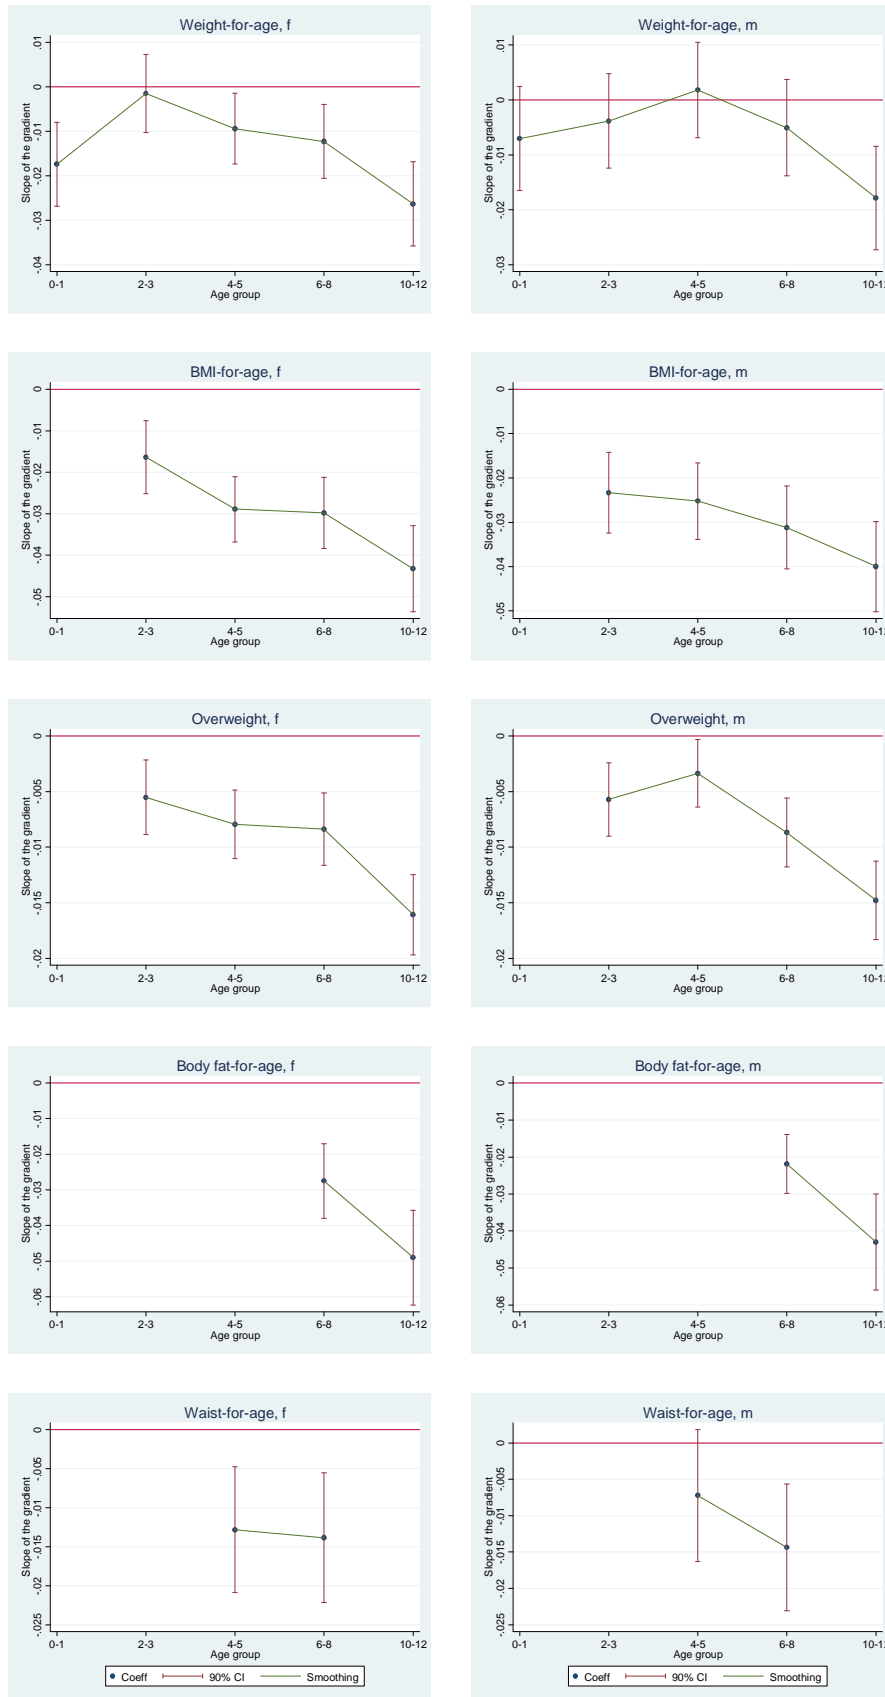 Weight-for-age, f
Slope of the gradient
.01
0
-.01
-.02
-.03
-.04
0-1 2-3 4-5 6-8 10-12
Age group
Weight-for-age, m
Slope of the gradient
.01
0
-.01
-.02
-.03
0-1 2-3 4-5 6-8 10-12
Age group
BMI-for-age, f
Slope of the gradient
0
-.01
-.02
-.03
-.04
-.05
0-1 2-3 4-5 6-8 10-12
Age group
BMI-for-age, m
Slope of the gradient
0
-.01
-.02
-.03
-.04
-.05
0-1 2-3 4-5 6-8 10-12
Age group
Overweight, f
Slope of the gradient
0
-.005
-.01
-.015
-.02
0-1 2-3 4-5 6-8 10-12
Age group
Overweight, m
Slope of the gradient
0
-.005
-.01
-.015
-.02
0-1 2-3 4-5 6-8 10-12
Age group
Body fat-for-age, f
Slope of the gradient
0
-.01
-.02
-.03
-.04
-.05
-.06
0-1 2-3 4-5 6-8 10-12
Age group
Body fat-for-age, m
Slope of the gradient
0
-.01
-.02
-.03
-.04
-.05
-.06
0-1 2-3 4-5 6-8 10-12
Age group
Waist-for-age, f
Slope of the gradient
0
-.005
-.01
-.015
-.02
-.025
0-1 2-3 4-5 6-8 10-12
Age group
Coeff 90% CI Smoothing
Waist-for-age, m
Slope of the gradient
0
-.005
-.01
-.015
-.02
-.025
0-1 2-3 4-5 6-8 10-12
Age group
Coeff 90% CI Smoothing